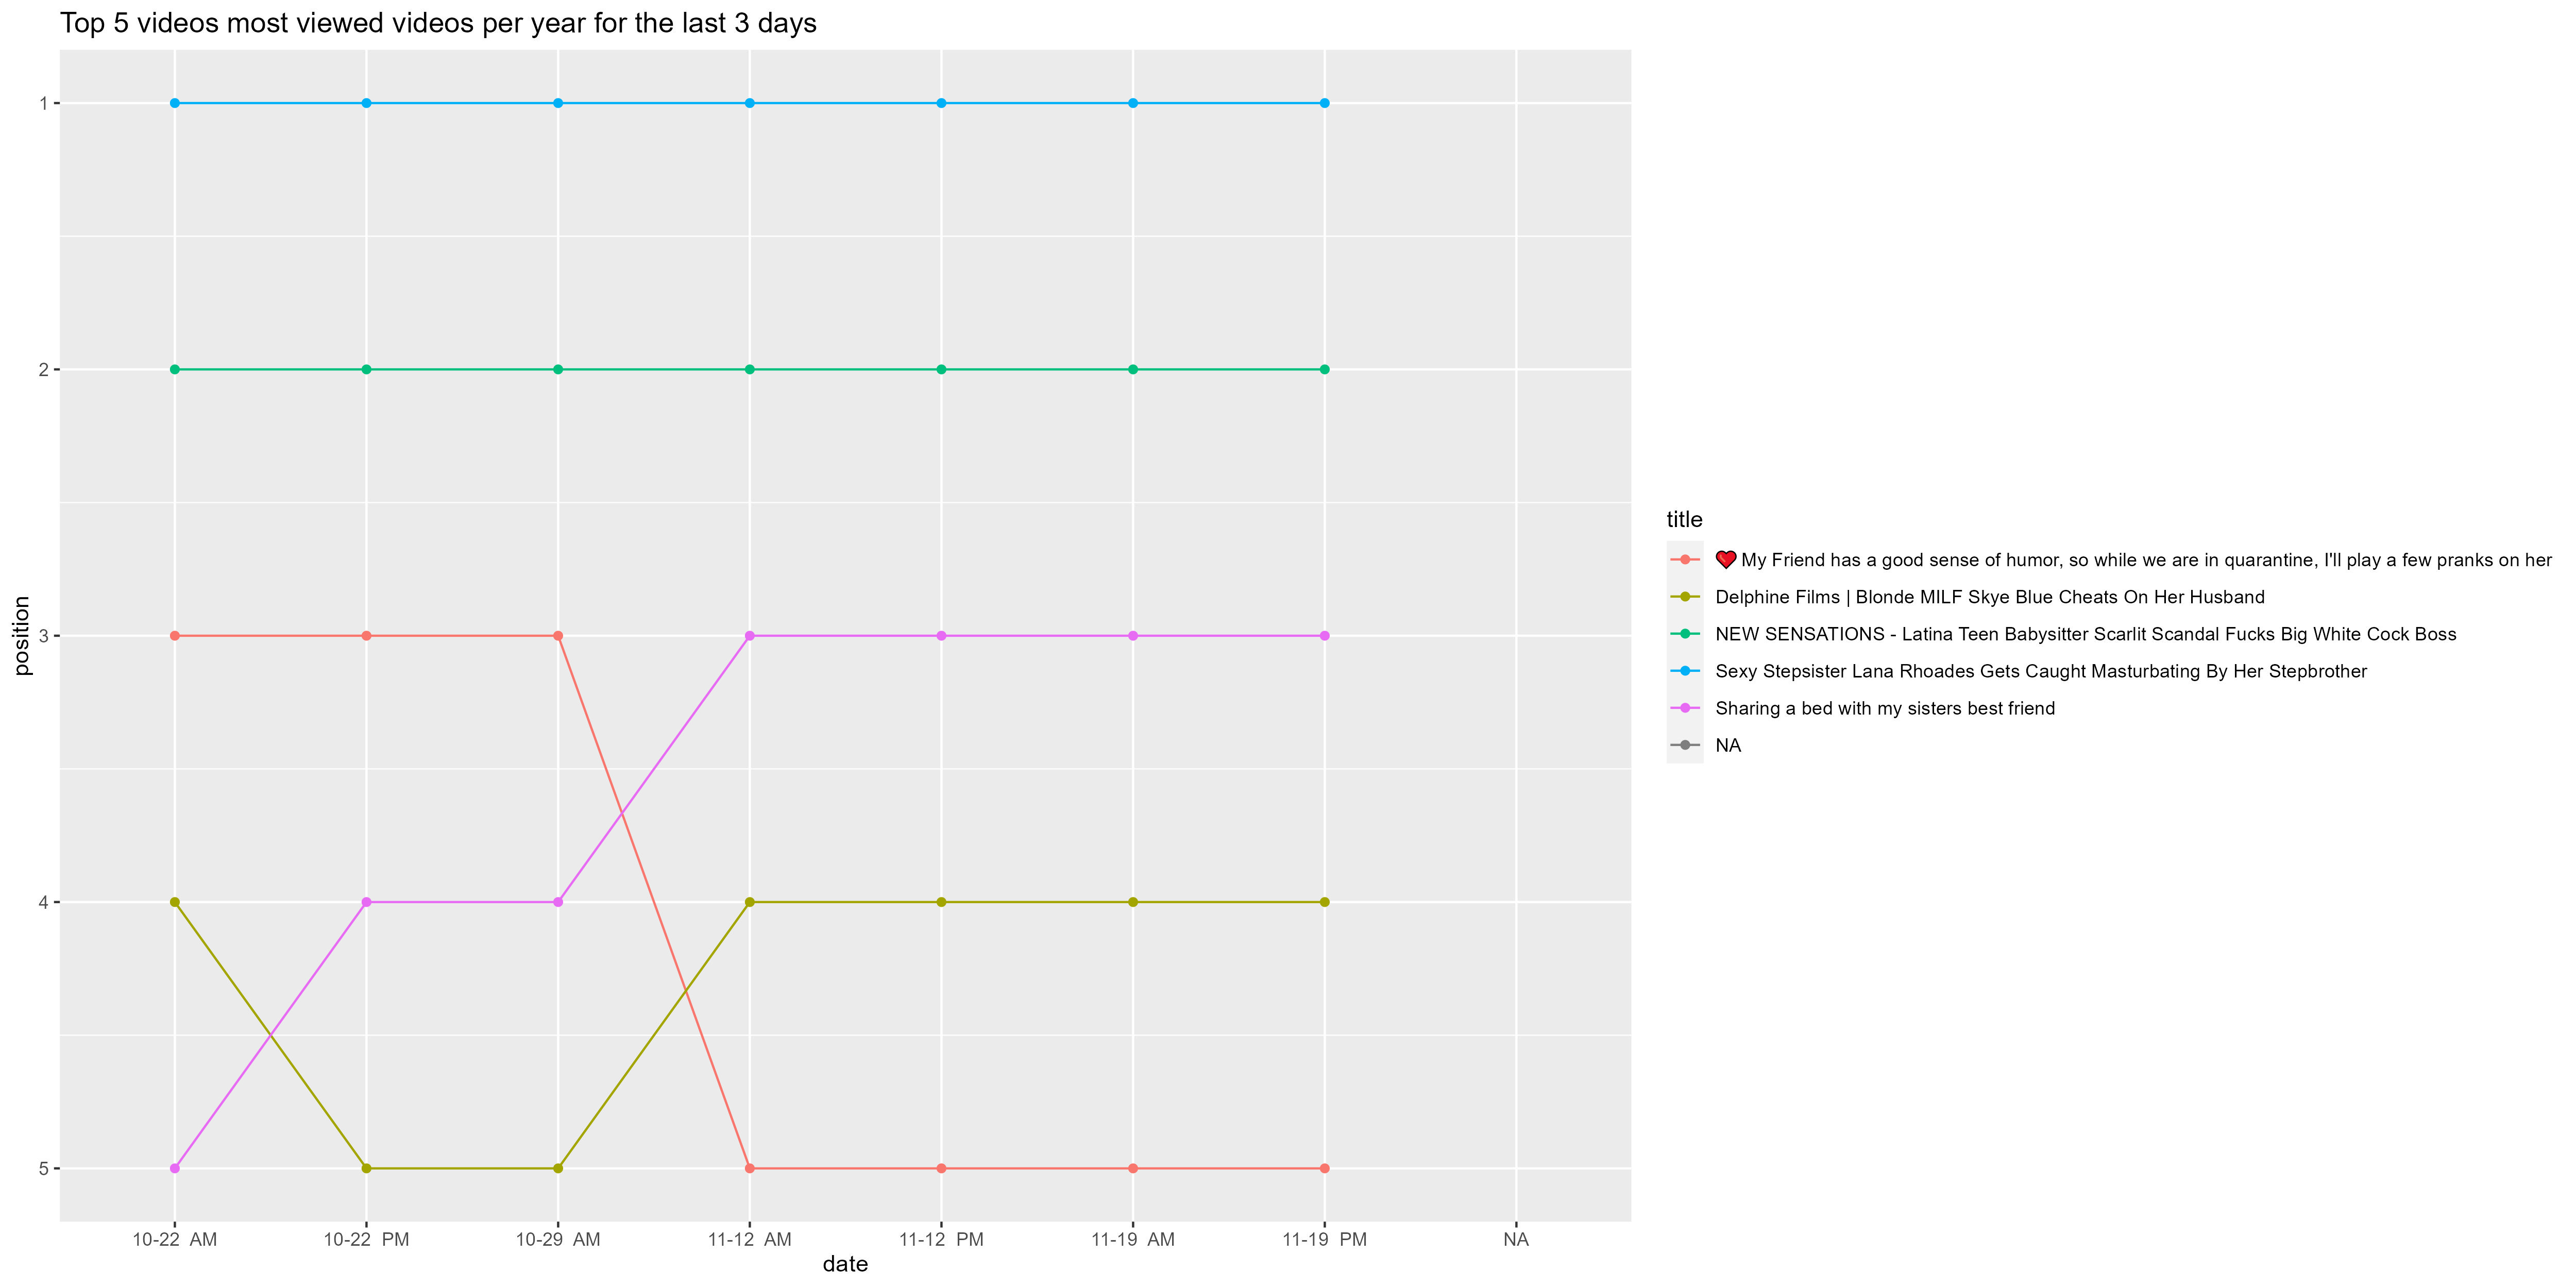 Top 5 videos most viewed videos per year for the last 3 days
1
2
3
4
5
position
10-22 AM
10-22 PM
10-29 AM
11-12 AM
11-12 PM
11-19 AM
11-19 PM
NA
date
title
❤️ My Friend has a good sense of humor, so while we are in quarantine, I'll play a few pranks on her
Delphine Films | Blonde MILF Skye Blue Cheats On Her Husband
NEW SENSATIONS - Latina Teen Babysitter Scarlit Scandal Fucks Big White Cock Boss
Sexy Stepsister Lana Rhoades Gets Caught Masturbating By Her Stepbrother
Sharing a bed with my sisters best friend
NA